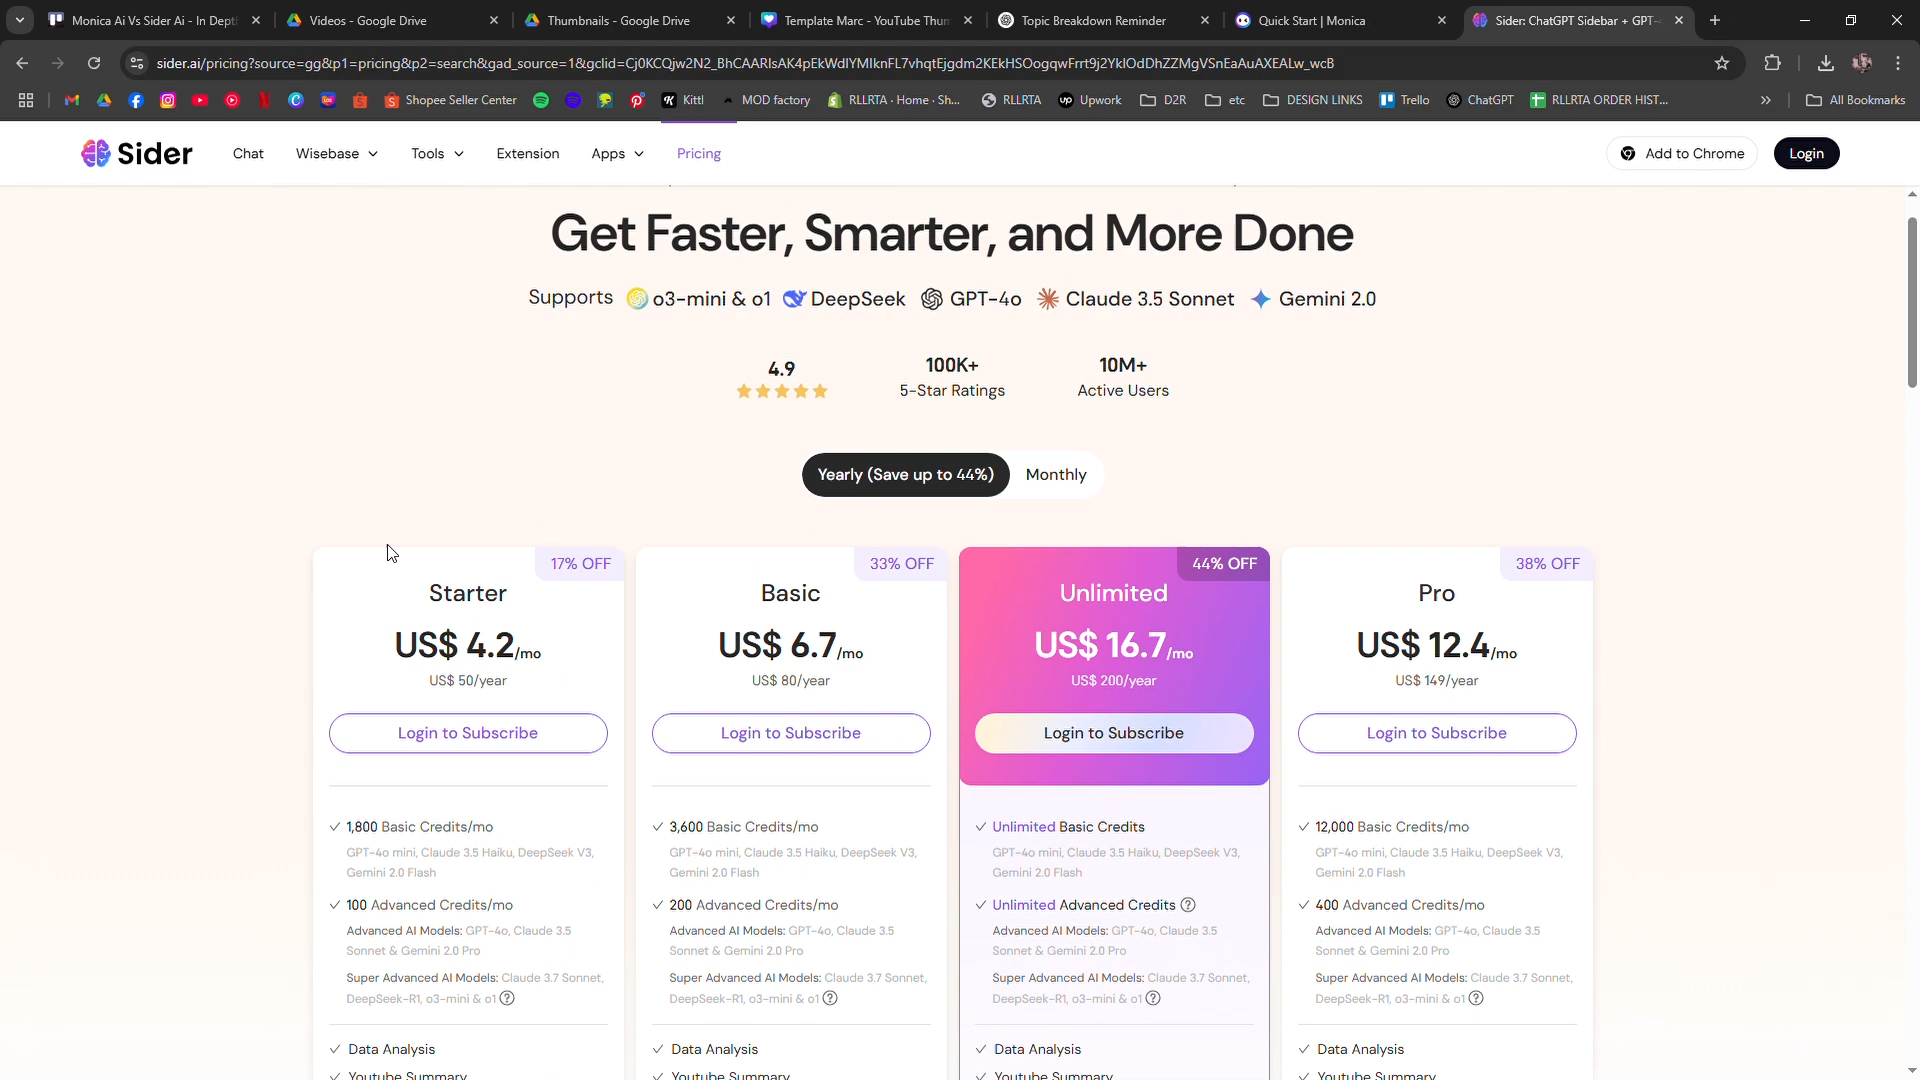 Monica Ai Vs Sider Ai - In Dept
Videos - Google Drive
Thumbnails - Google Drive
Template Marc - YouTube Thum
Topic Breakdown Reminder
Quick Start | Monica
Sider: ChatGPT Sidebar + GPT-
sider.ai/pricing?source=gg&p1=pricing&p2=search&gad_source=1&gclid=Cj0KCQjw2N2_BhCAARIsAK4pEkWdIYMIknFL7vhqtEjgdm2KEkHSOogqwFrrt9j2YkIOdDhZZMgVSnEaAuAXEALw_wcB
Shopee Seller Center
Kittl
MOD factory
RLLRTA · Home · Sh...
RLLRTA
Upwork
D2R
etc
DESIGN LINKS
Trello
ChatGPT
RLLRTA ORDER HIST...
All Bookmarks
Sider
Chat
Wisebase
Tools
Extension
Apps
Pricing
Add to Chrome
Login
Get Faster, Smarter, and More Done
Supports o3-mini & o1 DeepSeek GPT-4o Claude 3.5 Sonnet Gemini 2.0
4.9
100K+
5-Star Ratings
10M+
Active Users
Yearly (Save up to 44%)
Monthly
17% OFF
Starter
US$ 4.2/mo
US$ 50/year
Login to Subscribe
1,800 Basic Credits/mo
GPT-4o mini, Claude 3.5 Haiku, DeepSeek V3,
Gemini 2.0 Flash
100 Advanced Credits/mo
Advanced AI Models: GPT-4o, Claude 3.5
Sonnet & Gemini 2.0 Pro
Super Advanced AI Models: Claude 3.7 Sonnet,
DeepSeek-R1, o3-mini & o1
Data Analysis
Youtube Summary
33% OFF
Basic
US$ 6.7/mo
US$ 80/year
Login to Subscribe
3,600 Basic Credits/mo
GPT-4o mini, Claude 3.5 Haiku, DeepSeek V3,
Gemini 2.0 Flash
200 Advanced Credits/mo
Advanced AI Models: GPT-4o, Claude 3.5
Sonnet & Gemini 2.0 Pro
Super Advanced AI Models: Claude 3.7 Sonnet,
DeepSeek-R1, o3-mini & o1
Data Analysis
Youtube Summary
44% OFF
Unlimited
US$ 16.7/mo
US$ 200/year
Login to Subscribe
Unlimited Basic Credits
GPT-4o mini, Claude 3.5 Haiku, DeepSeek V3,
Gemini 2.0 Flash
Unlimited Advanced Credits
Advanced AI Models: GPT-4o, Claude 3.5
Sonnet & Gemini 2.0 Pro
Super Advanced AI Models: Claude 3.7 Sonnet,
DeepSeek-R1, o3-mini & o1
Data Analysis
Youtube Summary
38% OFF
Pro
US$ 12.4/mo
US$ 149/year
Login to Subscribe
12,000 Basic Credits/mo
GPT-4o mini, Claude 3.5 Haiku, DeepSeek V3,
Gemini 2.0 Flash
400 Advanced Credits/mo
Advanced AI Models: GPT-4o, Claude 3.5
Sonnet & Gemini 2.0 Pro
Super Advanced AI Models: Claude 3.7 Sonnet,
DeepSeek-R1, o3-mini & o1
Data Analysis
Youtube Summary